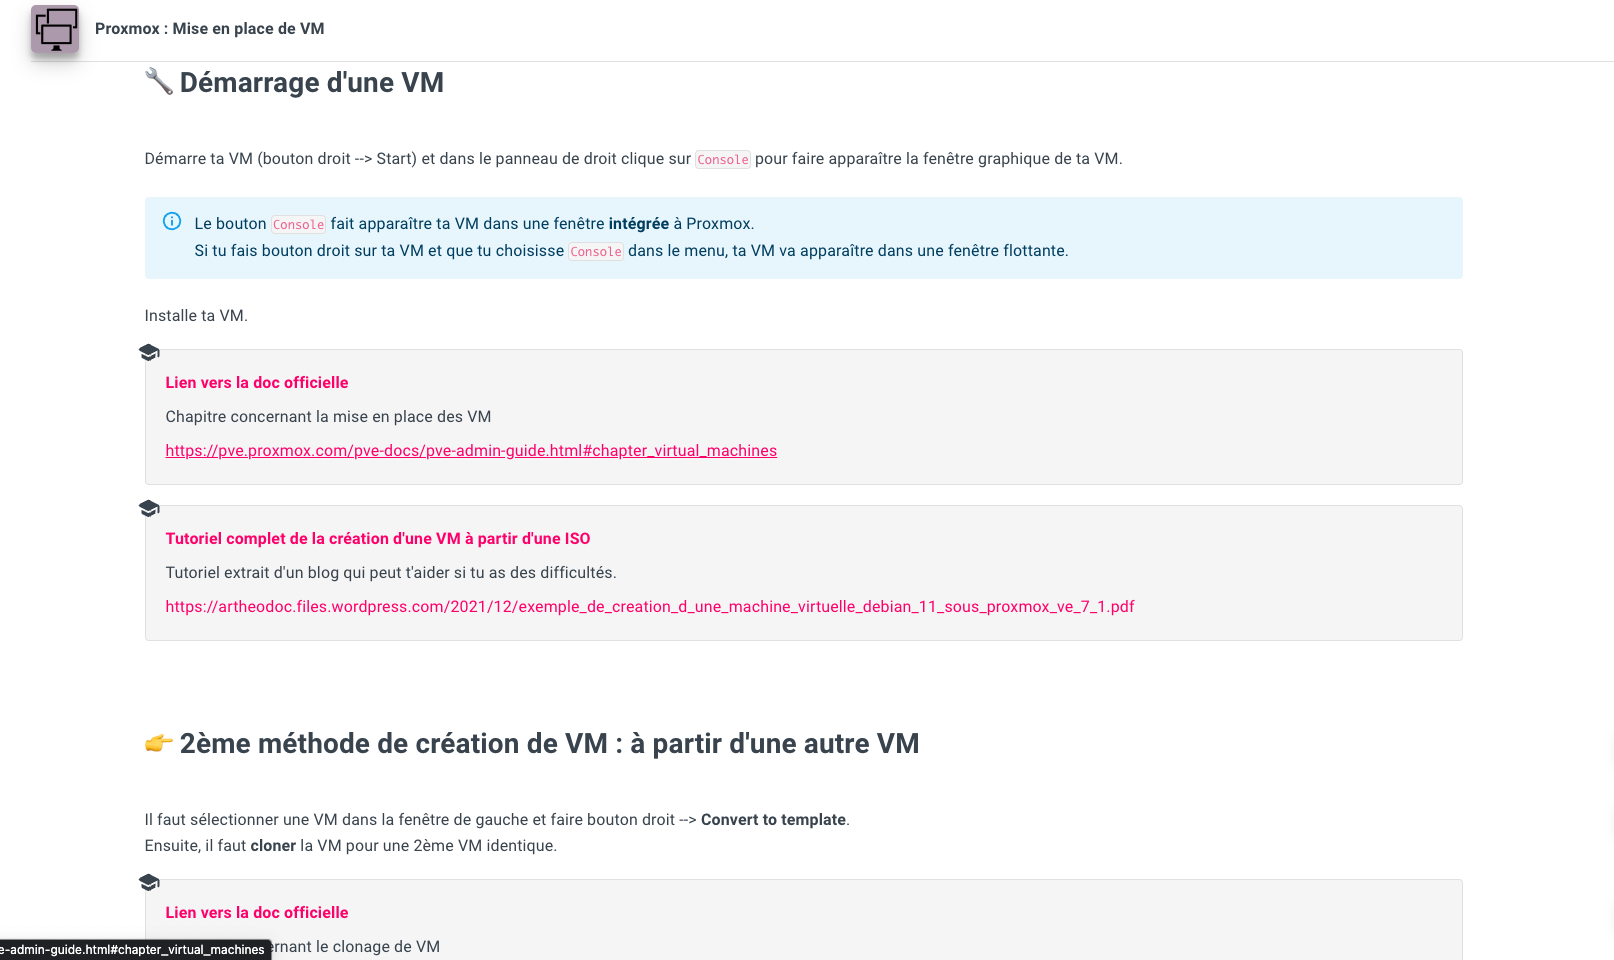 Proxmox : Mise en place de VM
Démarrage d'une VM
Démarre ta VM (bouton droit --> Start) et dans le panneau de droit clique sur Console pour faire apparaître la fenêtre graphique de ta VM.
Le bouton Console fait apparaître ta VM dans une fenêtre intégrée à Proxmox.
Si tu fais bouton droit sur ta VM et que tu choisisse Console dans le menu, ta VM va apparaître dans une fenêtre flottante.
Installe ta VM.
Lien vers la doc officielle
Chapitre concernant la mise en place des VM
https://pve.proxmox.com/pve-docs/pve-admin-guide.html#chapter_virtual_machines
Tutoriel complet de la création d'une VM à partir d'une ISO
Tutoriel extrait d'un blog qui peut t'aider si tu as des difficultés.
https://artheodoc.files.wordpress.com/2021/12/exemple_de_creation_d_une_machine_virtuelle_debian_11_sous_proxmox_ve_7_1.pdf
2ème méthode de création de VM : à partir d'une autre VM
Il faut sélectionner une VM dans la fenêtre de gauche et faire bouton droit --> Convert to template.
Ensuite, il faut cloner la VM pour une 2ème VM identique.
Lien vers la doc officielle
ernant le clonage de VM
e-admin-guide.html#chapter_virtual_machines